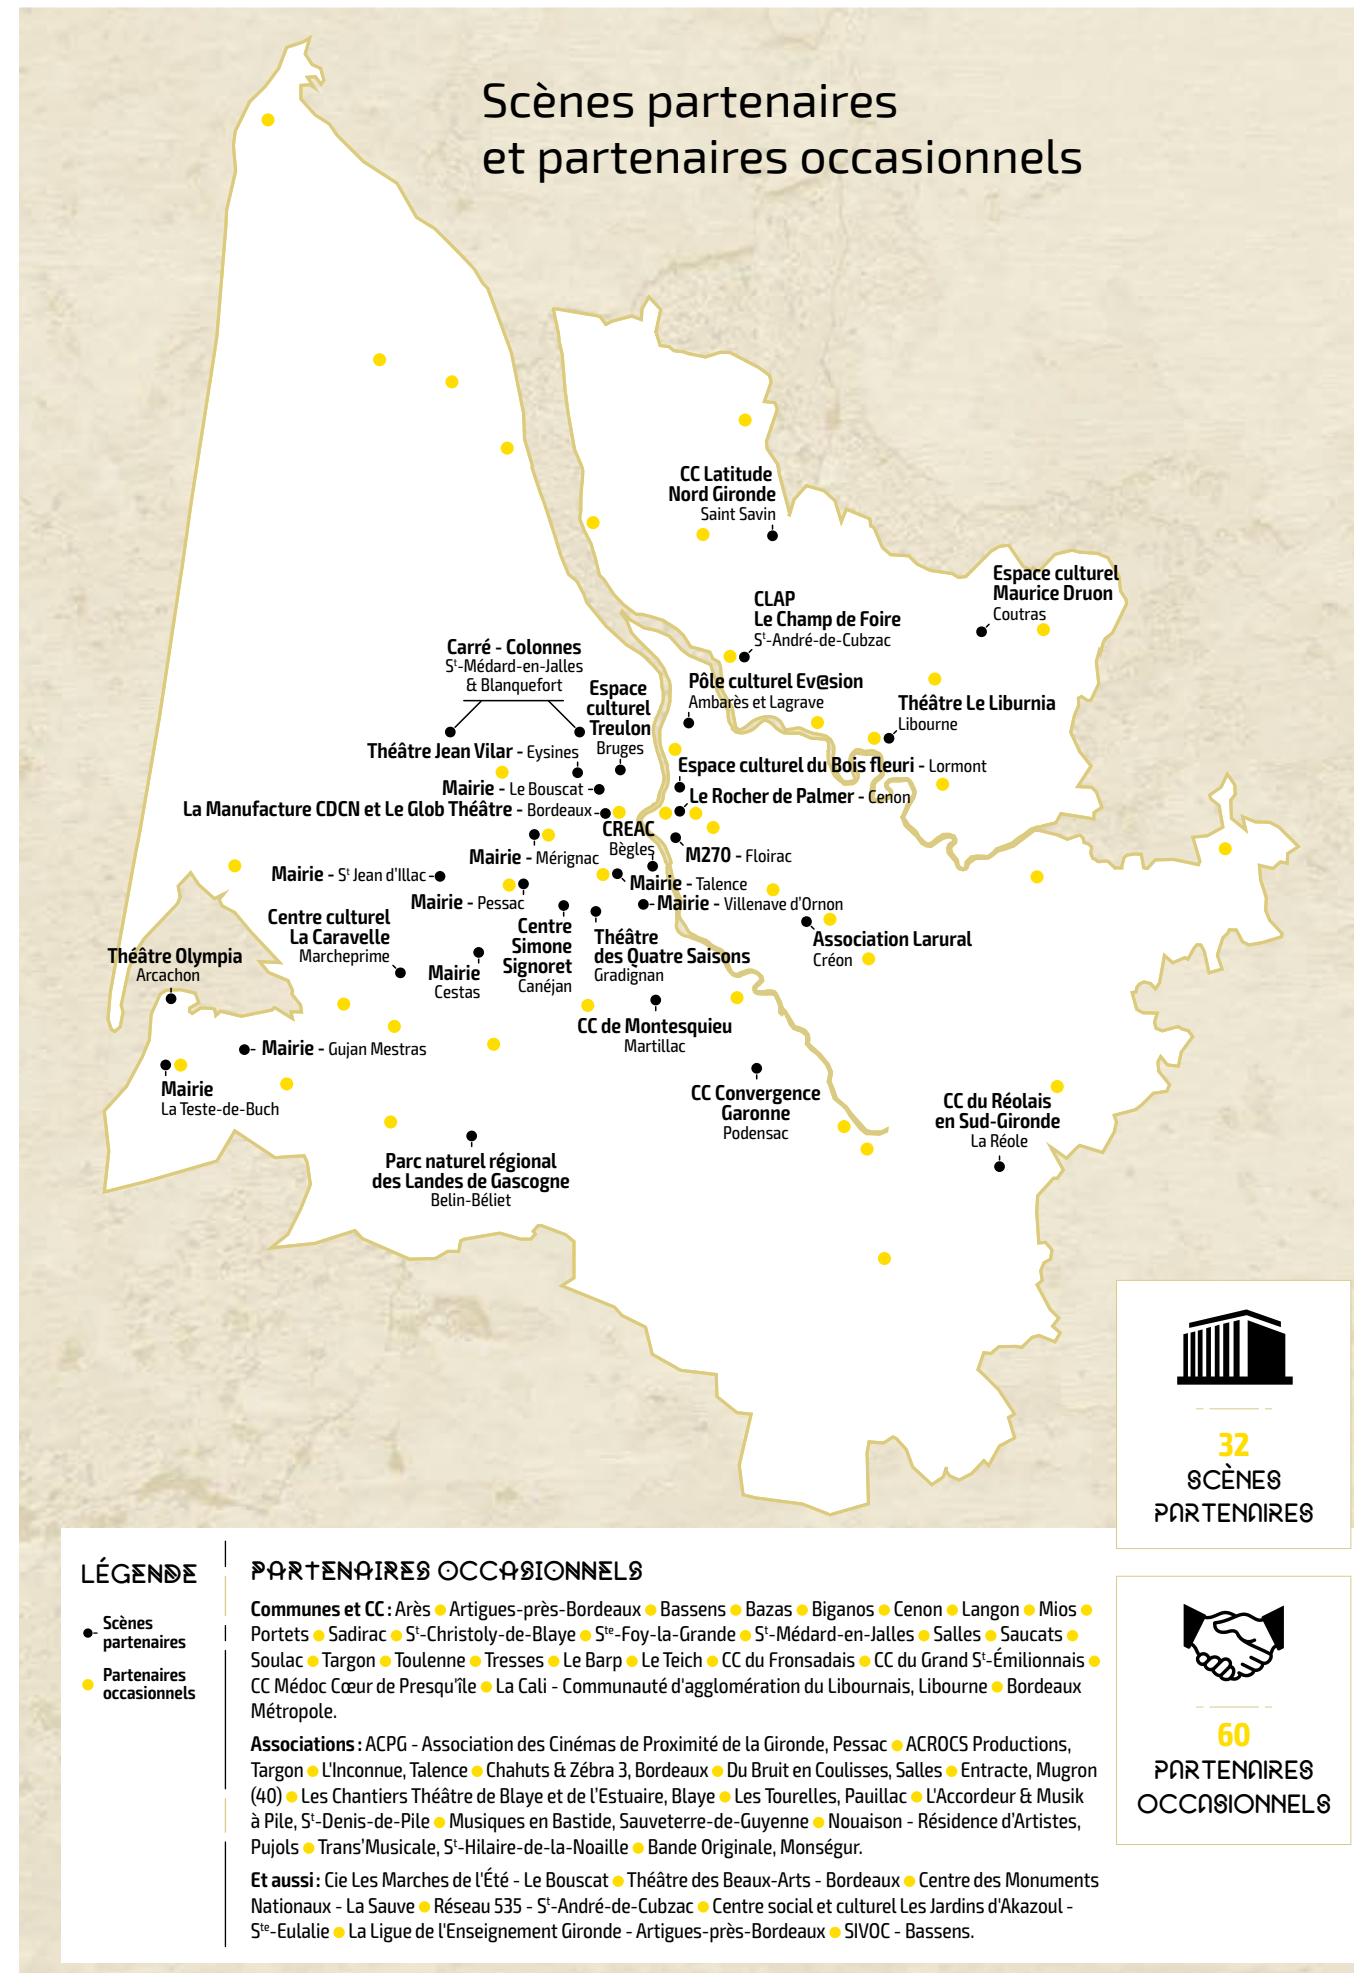 Scènes partenaires
et partenaires occasionnels
CC Latitude
Nord Gironde
Saint Savin
Espace culturel
Maurice Druon
Coutras
CLAP
Le Champ de Foire
St-André-de-Cubzac
Carré - Colonnes
St-Médard-en-Jalles
& Blanquefort
Espace
culturel
Treulon
Bruges
Pôle culturel Ev@sion
Ambarès et Lagrave
Théâtre Le Liburnia
Libourne
Théâtre Jean Vilar - Eysines
Espace culturel du Bois fleuri - Lormont
Mairie - Le Bouscat
Le Rocher de Palmer - Cenon
La Manufacture CDCN et Le Glob Théâtre - Bordeaux
CREAC
Bègles
Mairie - Mérignac
M270 - Floirac
Mairie - St Jean d'Illac
Mairie - Talence
Mairie - Pessac
Mairie - Villenave d'Ornon
Centre culturel
La Caravelle
Marcheprime
Centre
Simone
Signoret
Canéjan
Théâtre
des Quatre Saisons
Gradignan
Association Larural
Créon
Théâtre Olympia
Arcachon
Mairie
Cestas
CC de Montesquieu
Martillac
Mairie - Gujan Mestras
Mairie
La Teste-de-Buch
CC Convergence
Garonne
Podensac
CC du Réolais
en Sud-Gironde
La Réole
Parc naturel régional
des Landes de Gascogne
Belin-Béliet
32
SCÈNES
PARTENAIRES
60
PARTENAIRES
OCCASIONNELS
LÉGENDE
Scènes
partenaires
Partenaires
occasionnels
PARTENAIRES OCCASIONNELS
Communes et CC : Arès ● Artigues-près-Bordeaux ● Bassens ● Bazas ● Biganos ● Cenon ● Langon ● Mios ●
Portets ● Sadirac ● St-Christoly-de-Blaye ● Ste-Foy-la-Grande ● St-Médard-en-Jalles ● Salles ● Saucats ●
Soulac ● Targon ● Toulenne ● Tresses ● Le Barp ● Le Teich ● CC du Fronsadais ● CC du Grand St-Émilionnais ●
CC Médoc Cœur de Presqu'île ● La Cali - Communauté d'agglomération du Libournais, Libourne ● Bordeaux
Métropole.
Associations : ACPG - Association des Cinémas de Proximité de la Gironde, Pessac ● ACROCS Productions,
Targon ● L'Inconnue, Talence ● Chahuts & Zébra 3, Bordeaux ● Du Bruit en Coulisses, Salles ● Entracte, Mugron
(40) ● Les Chantiers Théâtre de Blaye et de l'Estuaire, Blaye ● Les Tourelles, Pauillac ● L'Accordeur & Musik
à Pile, St-Denis-de-Pile ● Musiques en Bastide, Sauveterre-de-Guyenne ● Nouaison - Résidence d'Artistes,
Pujols ● Trans'Musicale, St-Hilaire-de-la-Noaille ● Bande Originale, Monségur.
Et aussi : Cie Les Marches de l'Été - Le Bouscat ● Théâtre des Beaux-Arts - Bordeaux ● Centre des Monuments
Nationaux - La Sauve ● Réseau 535 - St-André-de-Cubzac ● Centre social et culturel Les Jardins d'Akazoul -
Ste-Eulalie ● La Ligue de l'Enseignement Gironde - Artigues-près-Bordeaux ● SIVOC - Bassens.